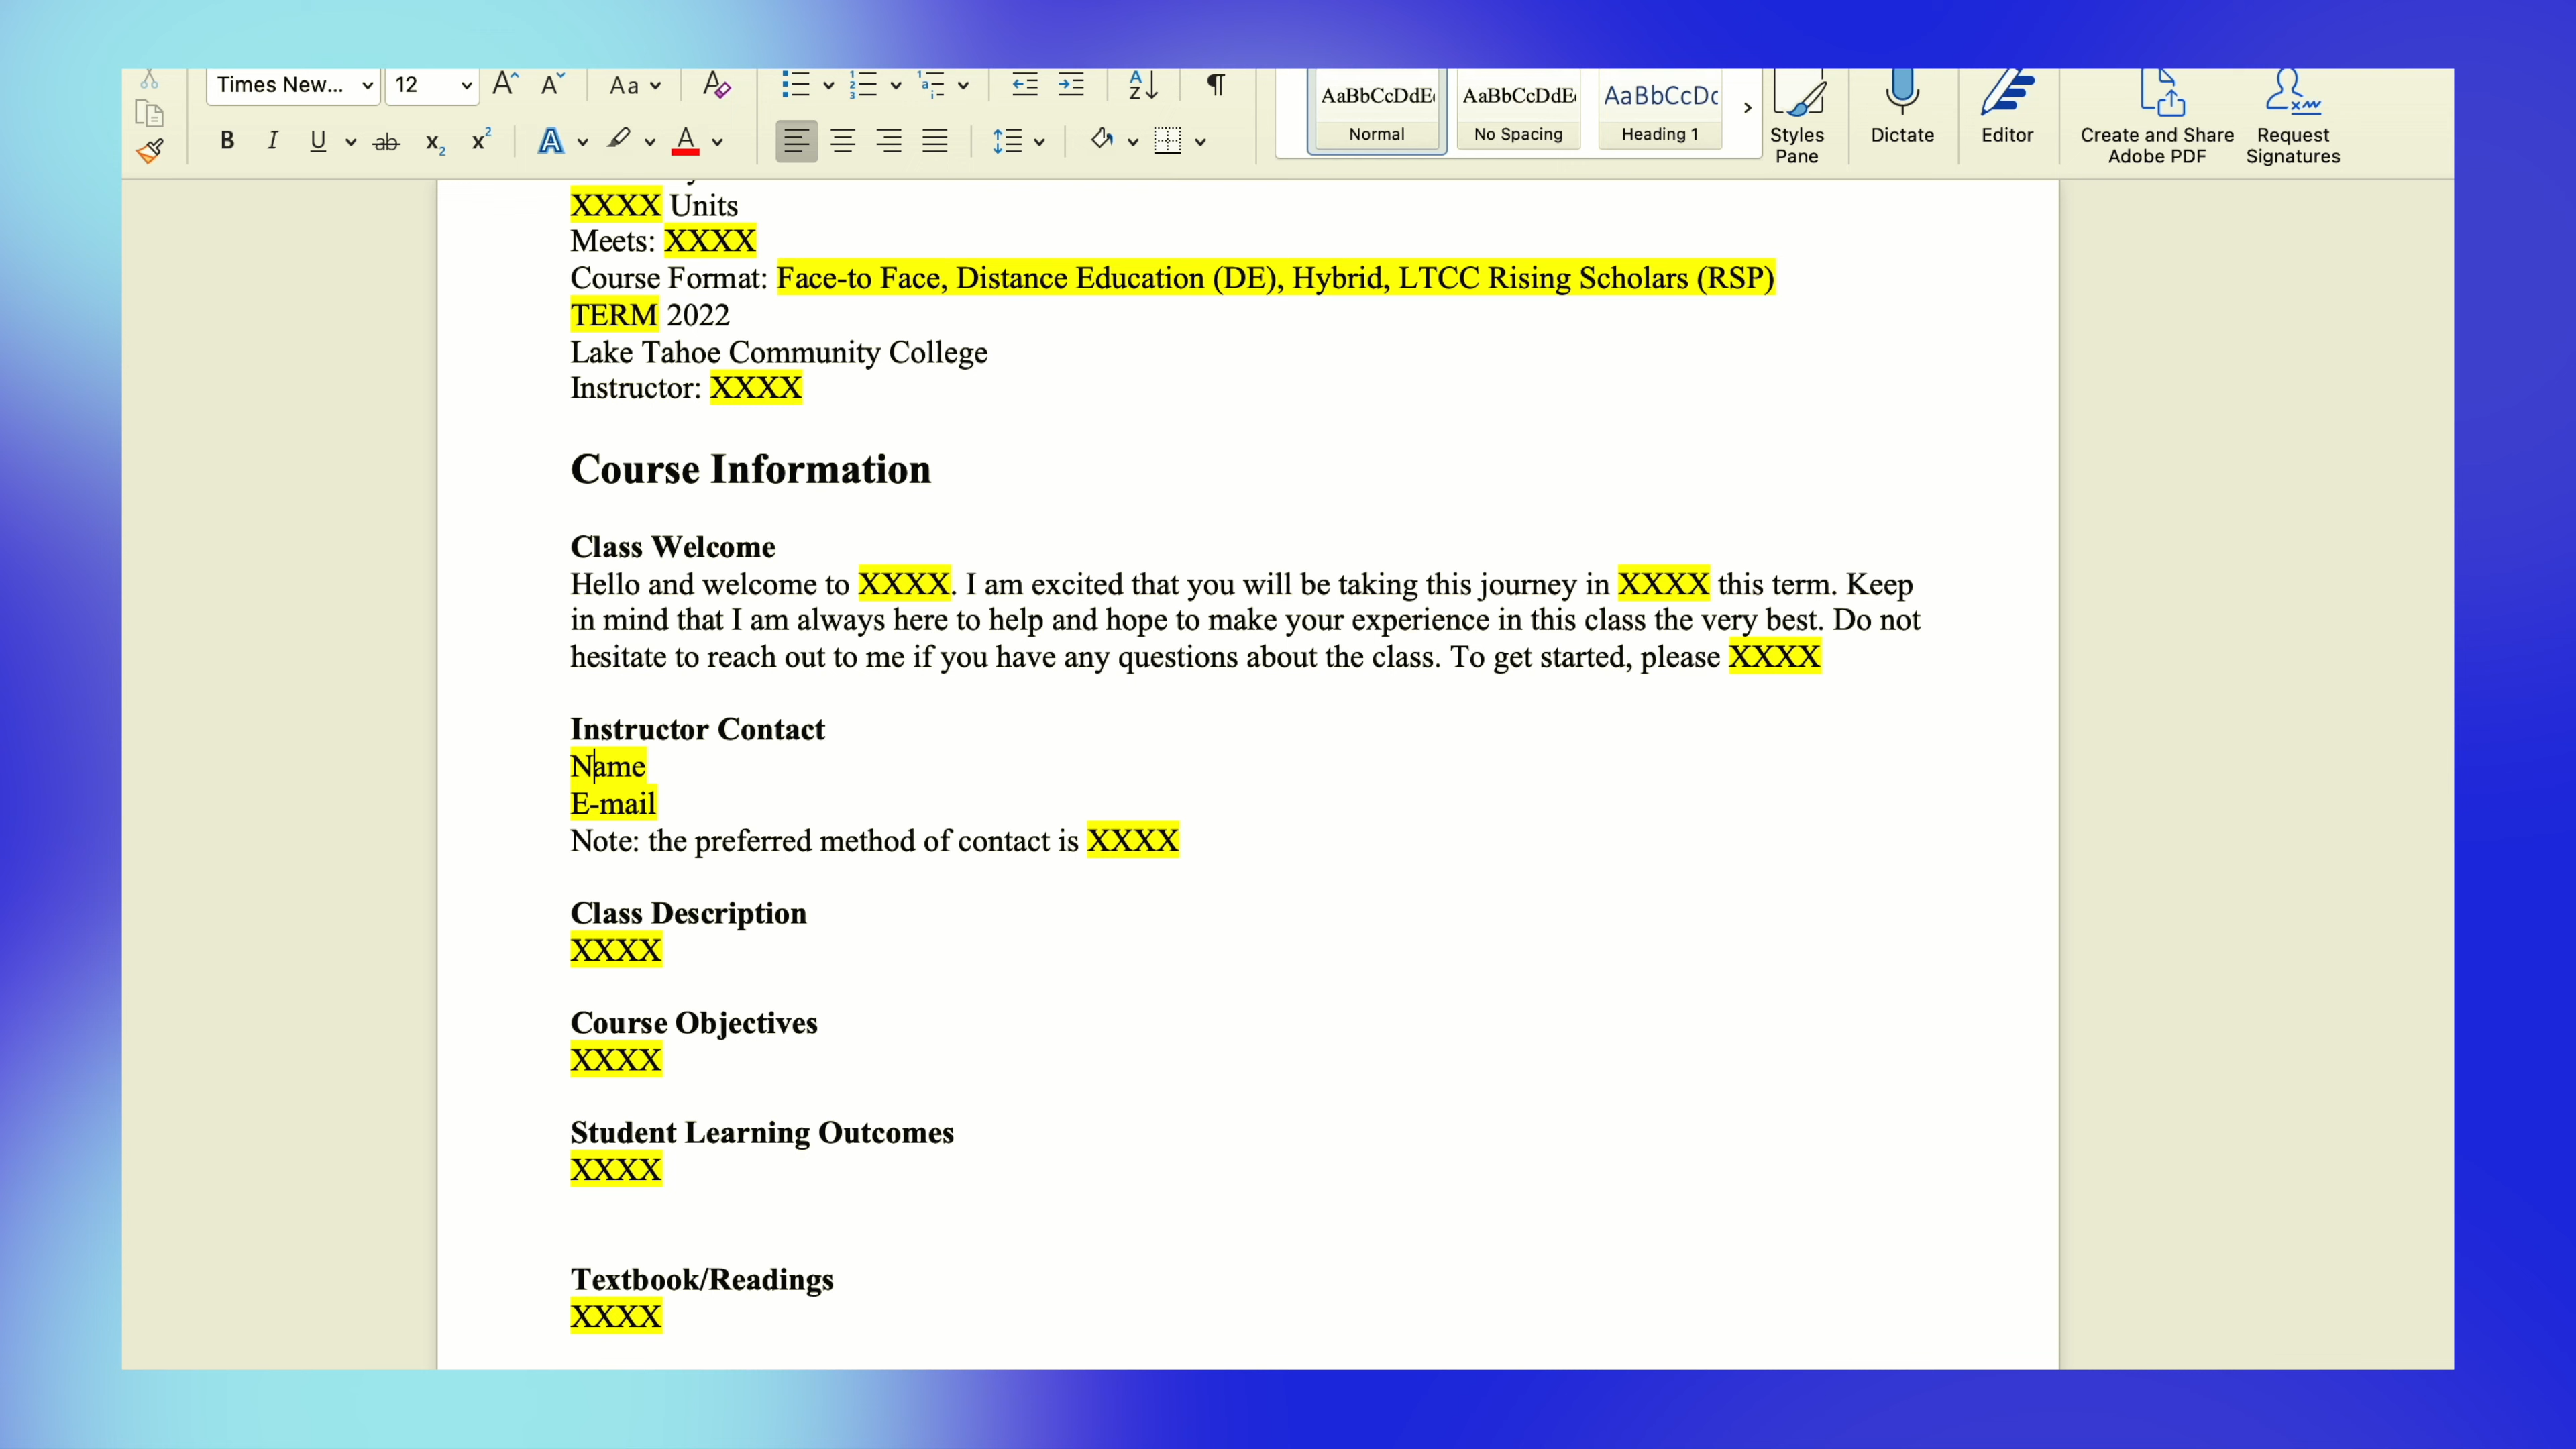 Times New...
12
Aa
B I U ab x2 x2 A A
AaBbCcDdE
AaBbCcDdE
AaBbCcDc
Normal
No Spacing
Heading 1
Styles
Pane
Dictate
Editor
Create and Share
Adobe PDF
Request
Signatures
XXXX Units
Meets: XXXX
Course Format: Face-to Face, Distance Education (DE), Hybrid, LTCC Rising Scholars (RSP)
TERM 2022
Lake Tahoe Community College
Instructor: XXXX
Course Information
Class Welcome
Hello and welcome to XXXX. I am excited that you will be taking this journey in XXXX this term. Keep
in mind that I am always here to help and hope to make your experience in this class the very best. Do not
hesitate to reach out to me if you have any questions about the class. To get started, please XXXX
Instructor Contact
Name
E-mail
Note: the preferred method of contact is XXXX
Class Description
XXXX
Course Objectives
XXXX
Student Learning Outcomes
XXXX
Textbook/Readings
XXXX